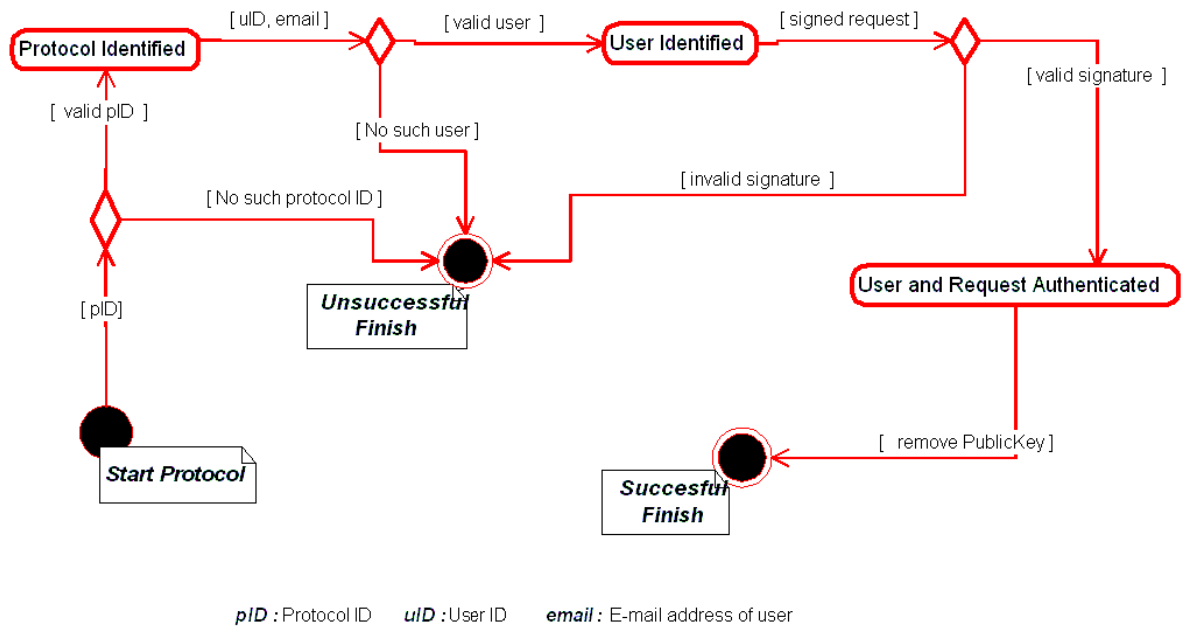 [ uID, email ]
[ valid user ]
[ signed request ]
Protocol Identified
User Identified
[ valid signature ]
[ valid pID ]
[ No such user ]
[ invalid signature ]
[ No such protocol ID ]
User and Request Authenticated
[ pID]
Unsuccessful
Finish
[ remove PublicKey ]
Start Protocol
Succesful
Finish
pID : Protocol ID uID : User ID email : E-mail address of user